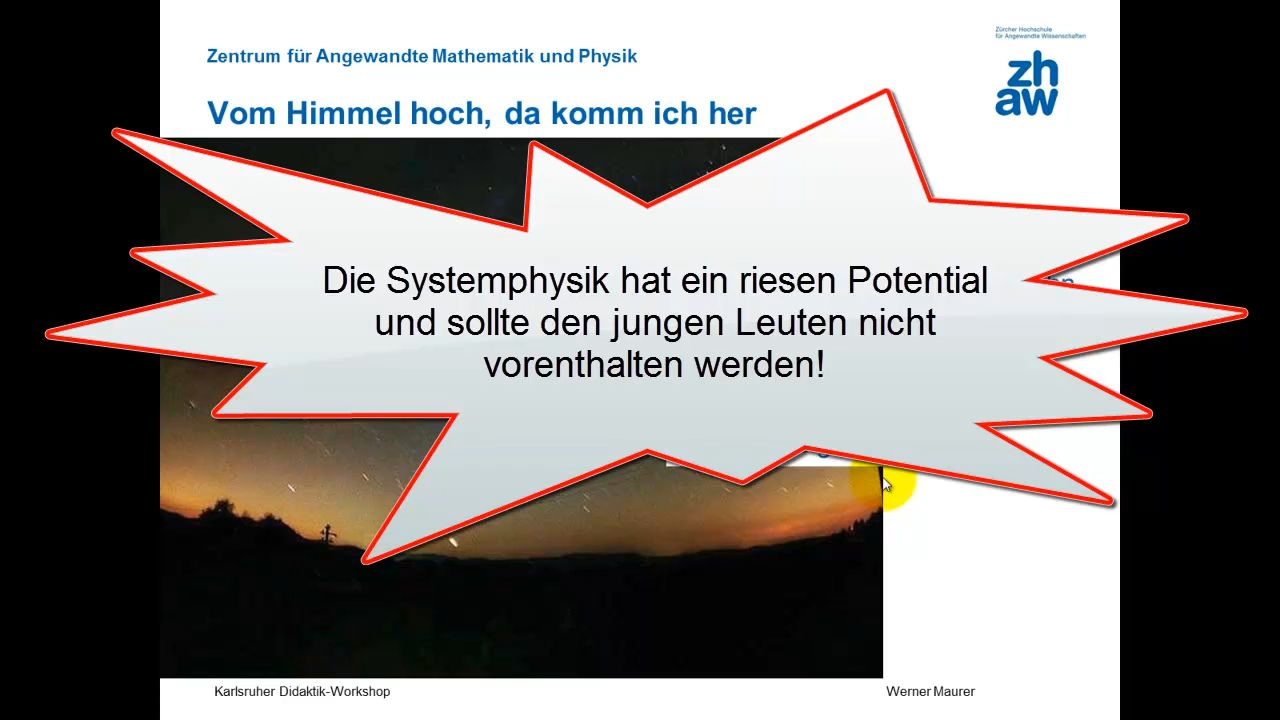 Zürcher Hochschule
für Angewandte Wissenschaften
Zentrum für Angewandte Mathematik und Physik
zh
aw
Vom Himmel hoch, da komm ich her
Die Systemphysik hat ein riesen Potential
und sollte den jungen Leuten nicht
vorenthalten werden!
Karlsruher Didaktik-Workshop
Werner Maurer